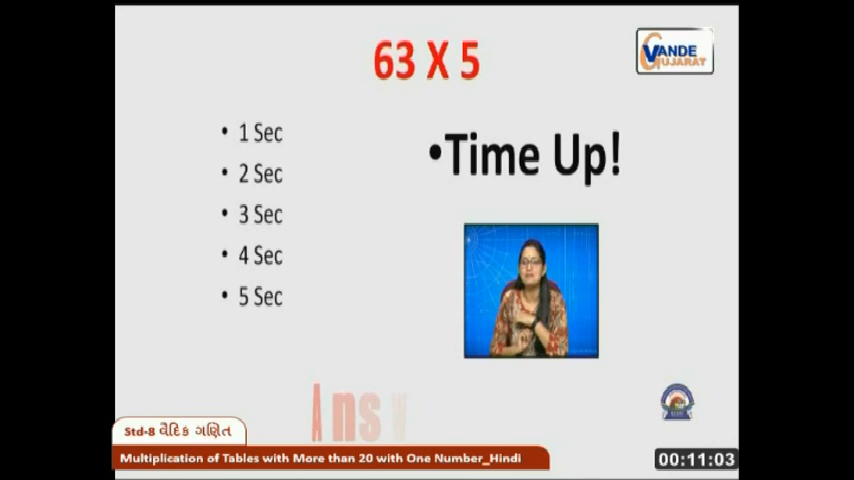 63 X 5
VANDE
GUJARAT
• 1 Sec
• 2 Sec
• 3 Sec
• 4 Sec
• 5 Sec
•Time Up!
Answ
Std-8 વૈદિક ગણિત
Multiplication of Tables with More than 20 with One Number_Hindi
00:11:03